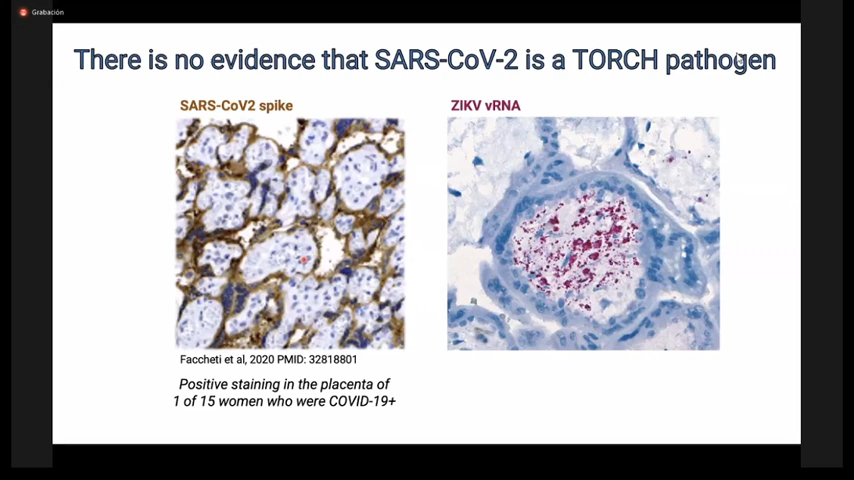 Grabación
There is no evidence that SARS-CoV-2 is a TORCH pathogen
SARS-CoV2 spike
ZIKV vRNA
Faccheti et al, 2020 PMID: 32818801
Positive staining in the placenta of
1 of 15 women who were COVID-19+